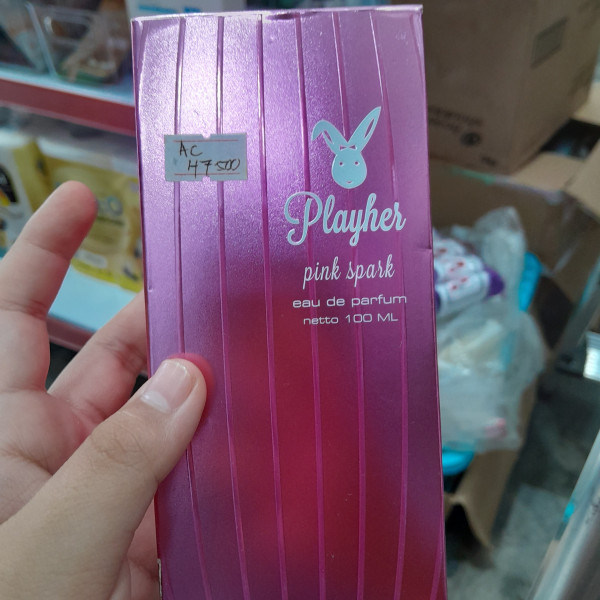 AC
47500
Playher
pink spark
eau de parfum
netto 100 ML